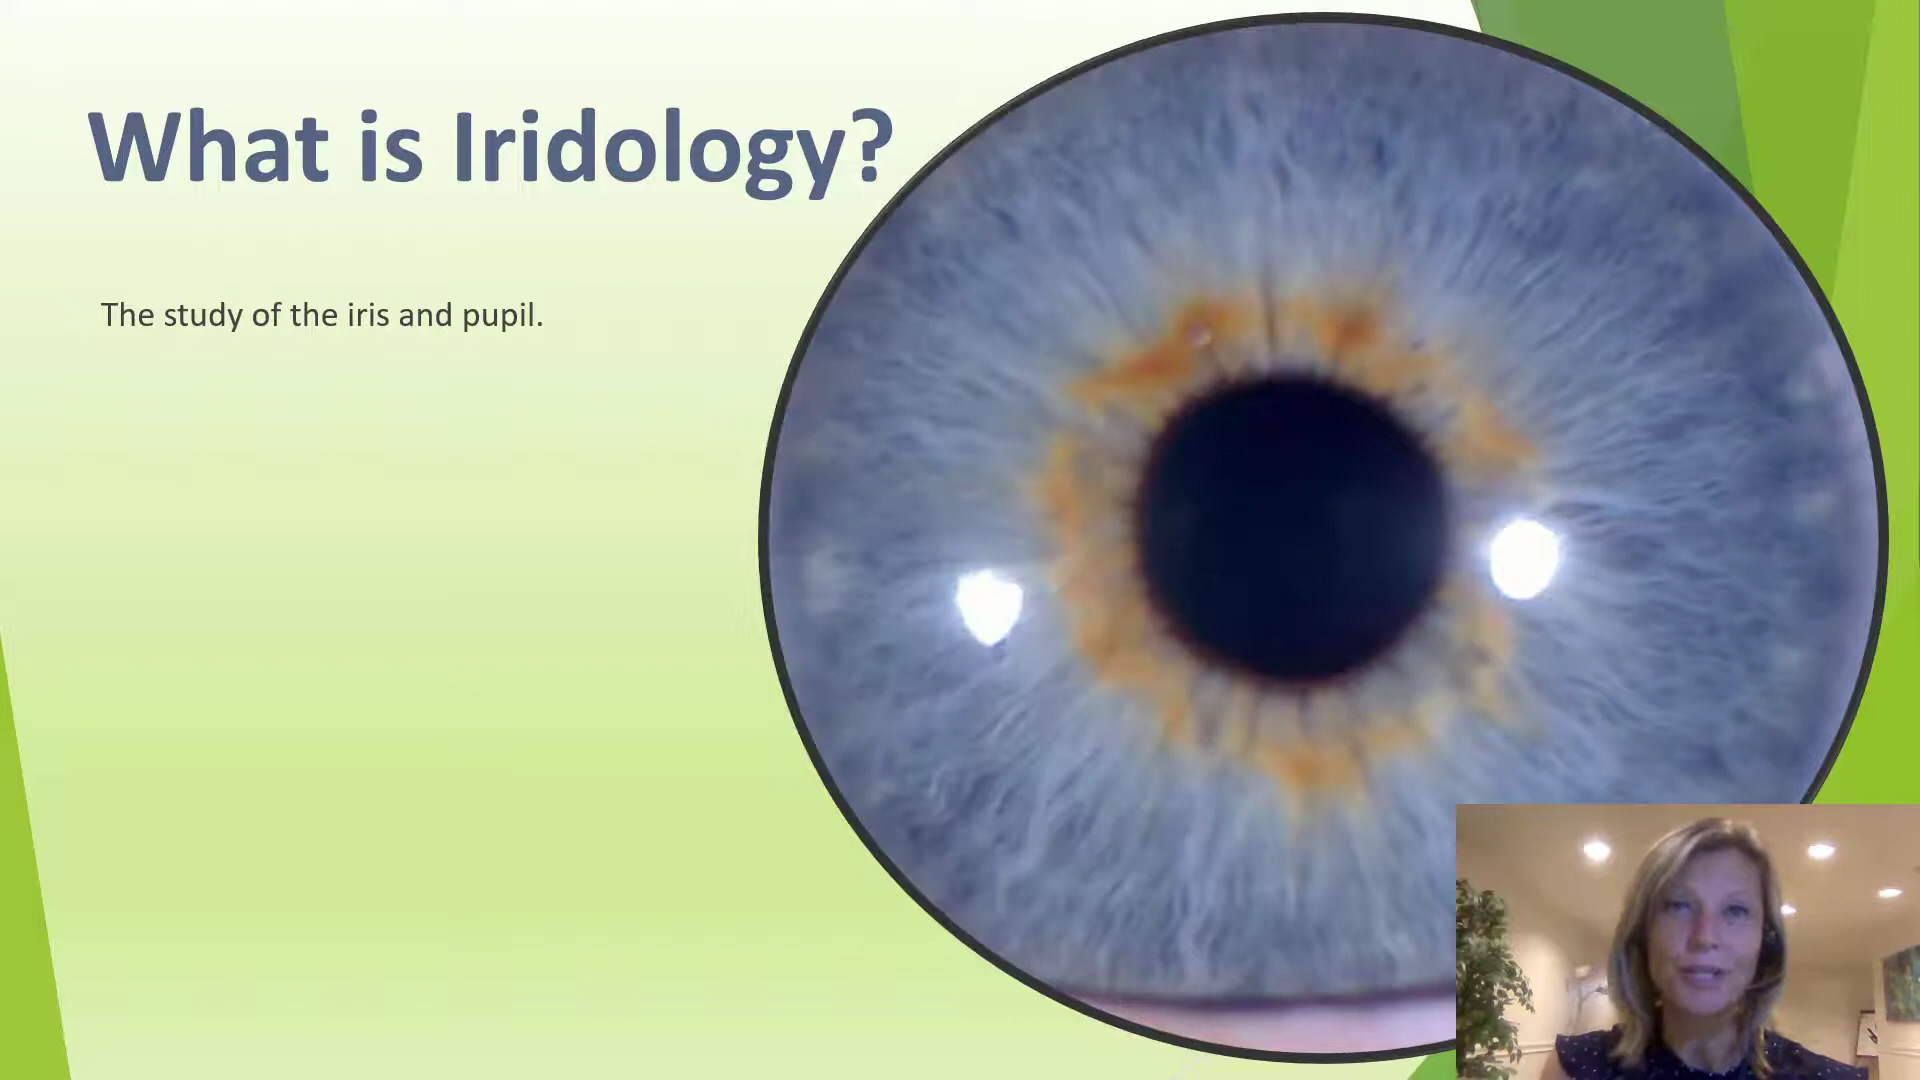 What is Iridology?
The study of the iris and pupil.